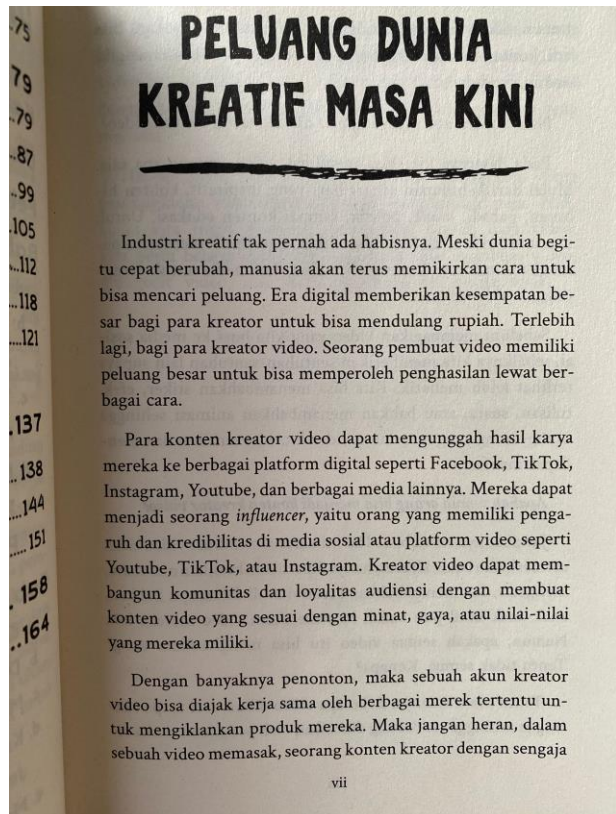 .75
79
..79
..87
..99
.105
...112
...118
....121
.137
.. 138
....144
..... 151
. 158
..164
PELUANG DUNIA
KREATIF MASA KINI
Industri kreatif tak pernah ada habisnya. Meski dunia begi-
tu cepat berubah, manusia akan terus memikirkan cara untuk
bisa mencari peluang. Era digital memberikan kesempatan be-
sar bagi para kreator untuk bisa mendulang rupiah. Terlebih
lagi, bagi para kreator video. Seorang pembuat video memiliki
peluang besar untuk bisa memperoleh penghasilan lewat ber-
bagai cara.
Para konten kreator video dapat mengunggah hasil karya
mereka ke berbagai platform digital seperti Facebook, TikTok,
Instagram, Youtube, dan berbagai media lainnya. Mereka dapat
menjadi seorang influencer, yaitu orang yang memiliki penga-
ruh dan kredibilitas di media sosial atau platform video seperti
Youtube, TikTok, atau Instagram. Kreator video dapat mem-
bangun komunitas dan loyalitas audiensi dengan membuat
konten video yang sesuai dengan minat, gaya, atau nilai-nilai
yang mereka miliki.
Dengan banyaknya penonton, maka sebuah akun kreator
video bisa diajak kerja sama oleh berbagai merek tertentu un-
tuk mengiklankan produk mereka. Maka jangan heran, dalam
sebuah video memasak, seorang konten kreator dengan sengaja
vii